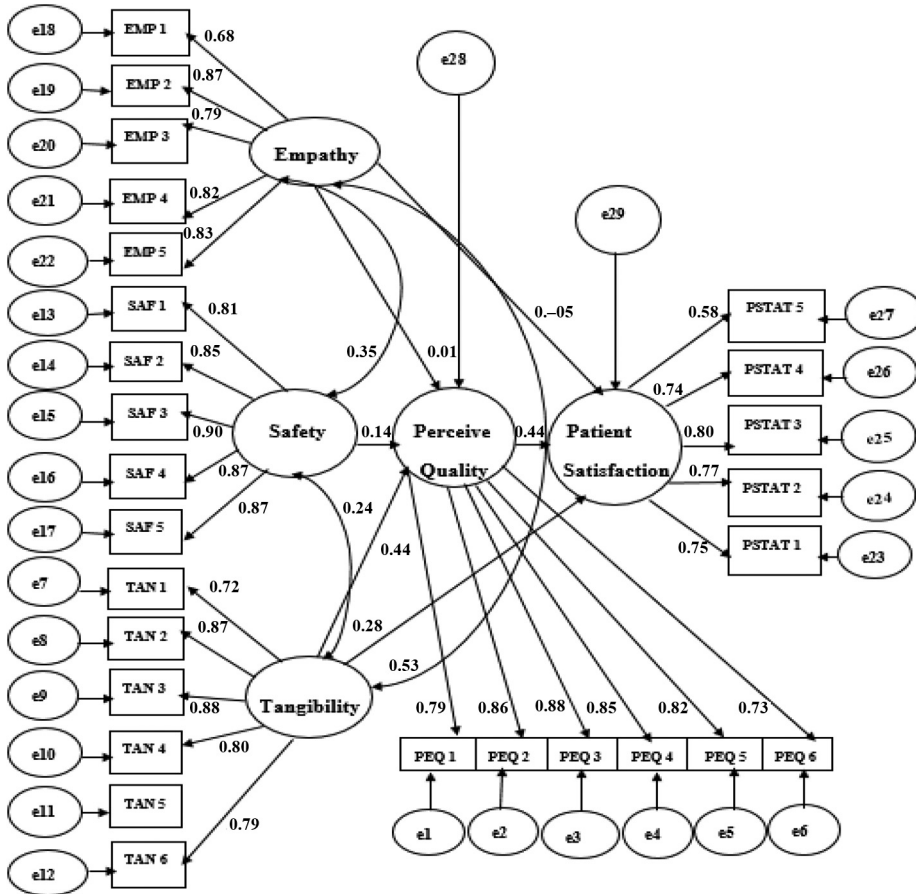 e18
EMP 1
0.68
e28
e19
EMP 2
0.87
e20
EMP 3
0.79
Empathy
e21
EMP 4
0.82
e29
e22
EMP 5
0.83
e13
SAF 1
0.81
0.–05
0.58
PSTAT 5
e27
e14
SAF 2
0.85
0.35
0.01
0.74
PSTAT 4
e26
e15
SAF 3
0.90
Safety
0.14
Perceive
Quality
0.44
Patient
Satisfaction
0.80
PSTAT 3
e25
e16
SAF 4
0.87
0.77
PSTAT 2
e24
e17
SAF 5
0.87
0.24
0.44
0.75
PSTAT 1
e23
e7
TAN 1
0.72
e8
TAN 2
0.87
0.28
0.53
e9
TAN 3
0.88
Tangibility
0.79
0.86
0.88
0.85
0.82
0.73
e10
TAN 4
0.80
PEQ 1
PEQ 2
PEQ 3
PEQ 4
PEQ 5
PEQ 6
e11
TAN 5
0.79
e1
e2
e3
e4
e5
e6
e12
TAN 6